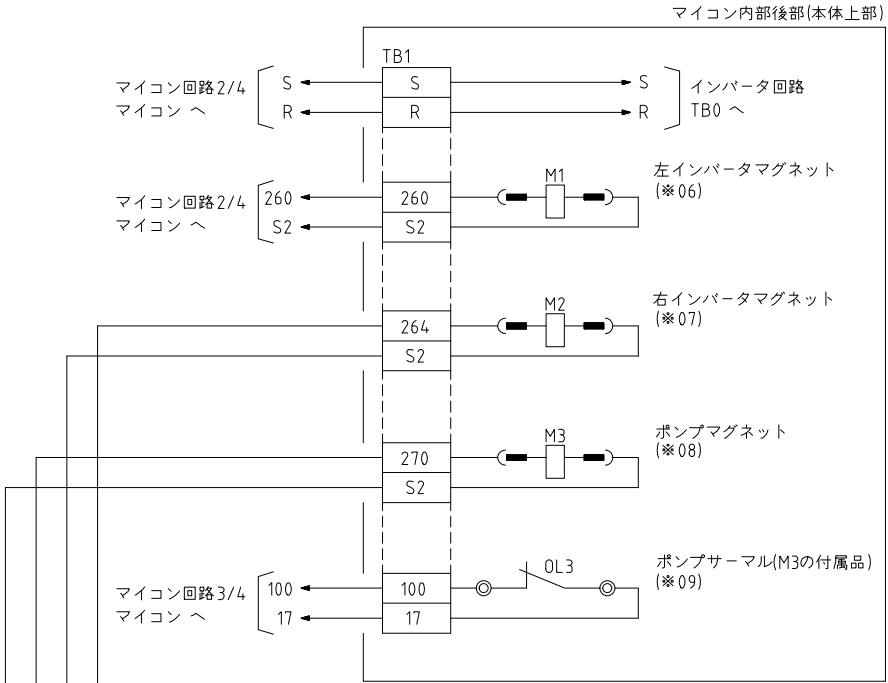 マイコン内部後部(本体上部)
TB1
マイコン回路2/4
マイコン へ
S
R
S
R
S
R
インバータ回路
TB0 へ
マイコン回路2/4
マイコン へ
260
S2
260
S2
M1
左インバータマグネット
(※06)
264
S2
M2
右インバータマグネット
(※07)
270
S2
M3
ポンプマグネット
(※08)
マイコン回路3/4
マイコン へ
100
17
100
17
OL3
ポンプサーマル(M3の付属品)
(※09)